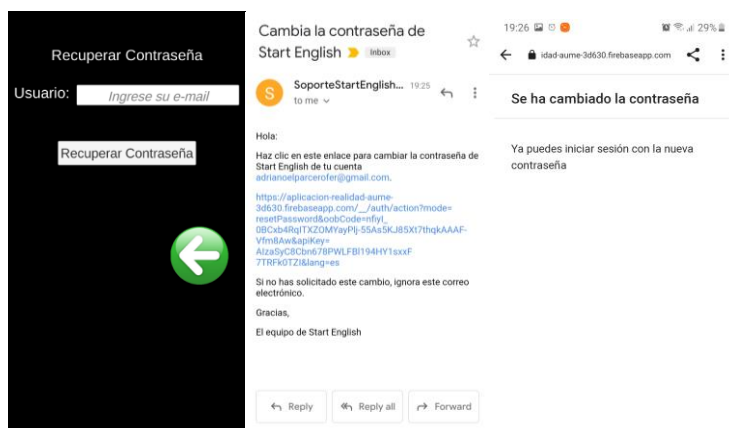 Recuperar Contraseña
Usuario: Ingrese su e-mail
Recuperar Contraseña
Cambia la contraseña de
Start English Inbox
S
SoporteStartEnglish... 19:25
to me
Hola:
Haz clic en este enlace para cambiar la contraseña de
Start English de tu cuenta
adrianoelparcerofer@gmail.com.
https://aplicacion-realidad-aume-
3d630.firebaseapp.com/__/auth/action?mode=
resetPassword&oobCode=nfiyI_
0BCxb4RqITXZOMYayPlj-55As5KJ85Xt7thqkAAAF-
Vfm8Aw&apiKey=
AIzaSyC8Cbn678PWLFBI194HY1sxxF
7TRFk0TZI&lang=es
Si no has solicitado este cambio, ignora este correo
electrónico.
Gracias,
El equipo de Start English
Reply Reply all Forward
19:26 29%
idad-aume-3d630.firebaseapp.com
Se ha cambiado la contraseña
Ya puedes iniciar sesión con la nueva
contraseña